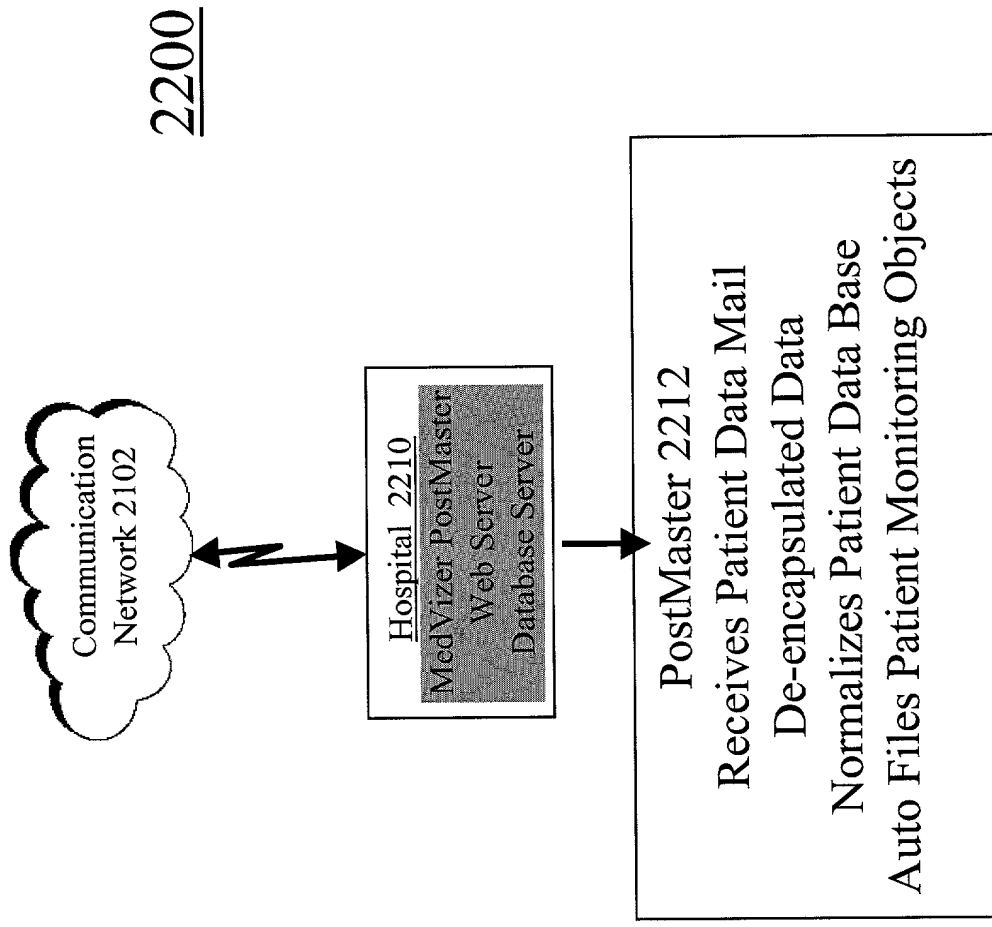 2200
Communication
Network 2102
Hospital 2210
MedVizer PostMaster
Web Server
Database Server
PostMaster 2212
Receives Patient Data Mail
De-encapsulated Data
Normalizes Patient Data Base
Auto Files Patient Monitoring Objects